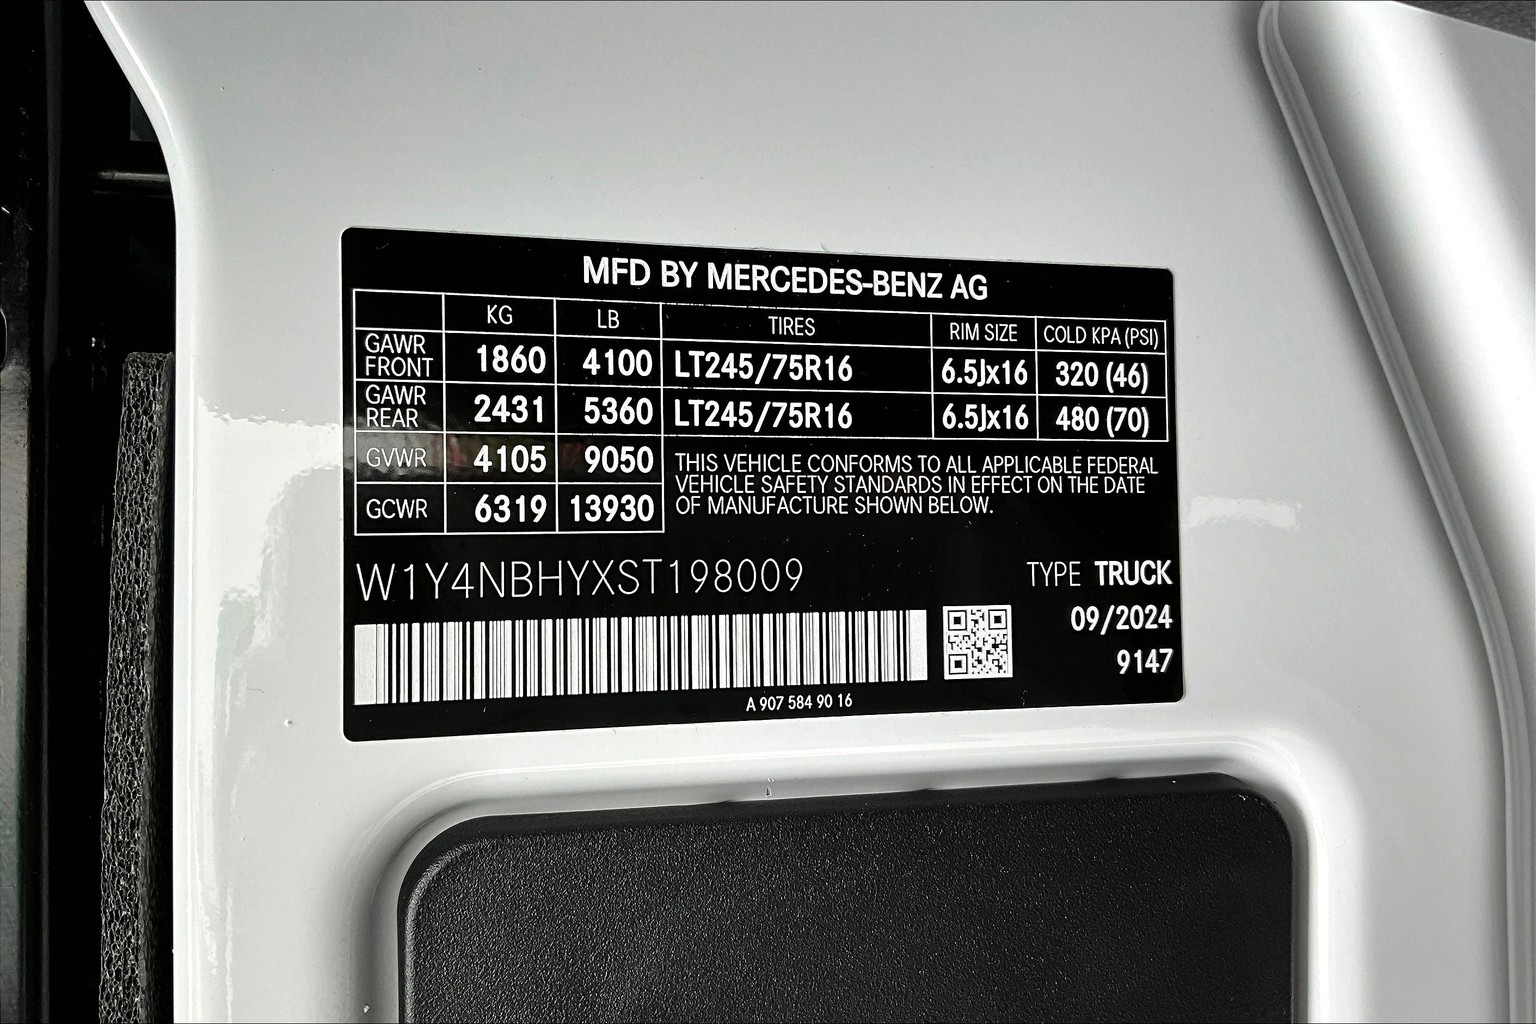 MFD BY MERCEDES-BENZ AG
KG LB TIRES RIM SIZE COLD KPA (PSI)
GAWR FRONT 1860 4100 LT245/75R16 6.5Jx16 320 (46)
GAWR REAR 2431 5360 LT245/75R16 6.5Jx16 480 (70)
GVWR 4105 9050
GCWR 6319 13930
THIS VEHICLE CONFORMS TO ALL APPLICABLE FEDERAL
VEHICLE SAFETY STANDARDS IN EFFECT ON THE DATE
OF MANUFACTURE SHOWN BELOW.
W1Y4NBHYXST198009
TYPE TRUCK
09/2024
9147
A 907 584 90 16